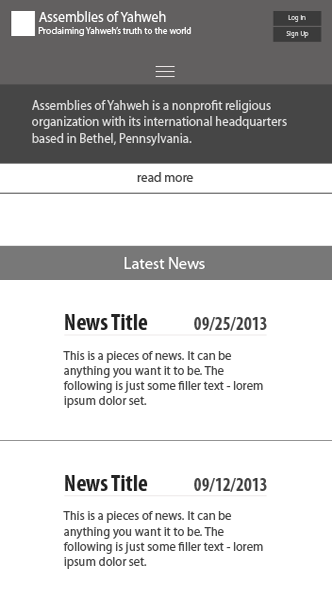 Assemblies of Yahweh
Proclaiming Yahweh's truth to the world
Log In
Sign Up
Assemblies of Yahweh is a nonprofit religious
organization with its international headquarters
based in Bethel, Pennsylvania.
read more
Latest News
News Title 09/25/2013
This is a pieces of news. It can be
anything you want it to be. The
following is just some filler text - lorem
ipsum dolor set.
News Title 09/12/2013
This is a pieces of news. It can be
anything you want it to be. The
following is just some filler text - lorem
ipsum dolor set.